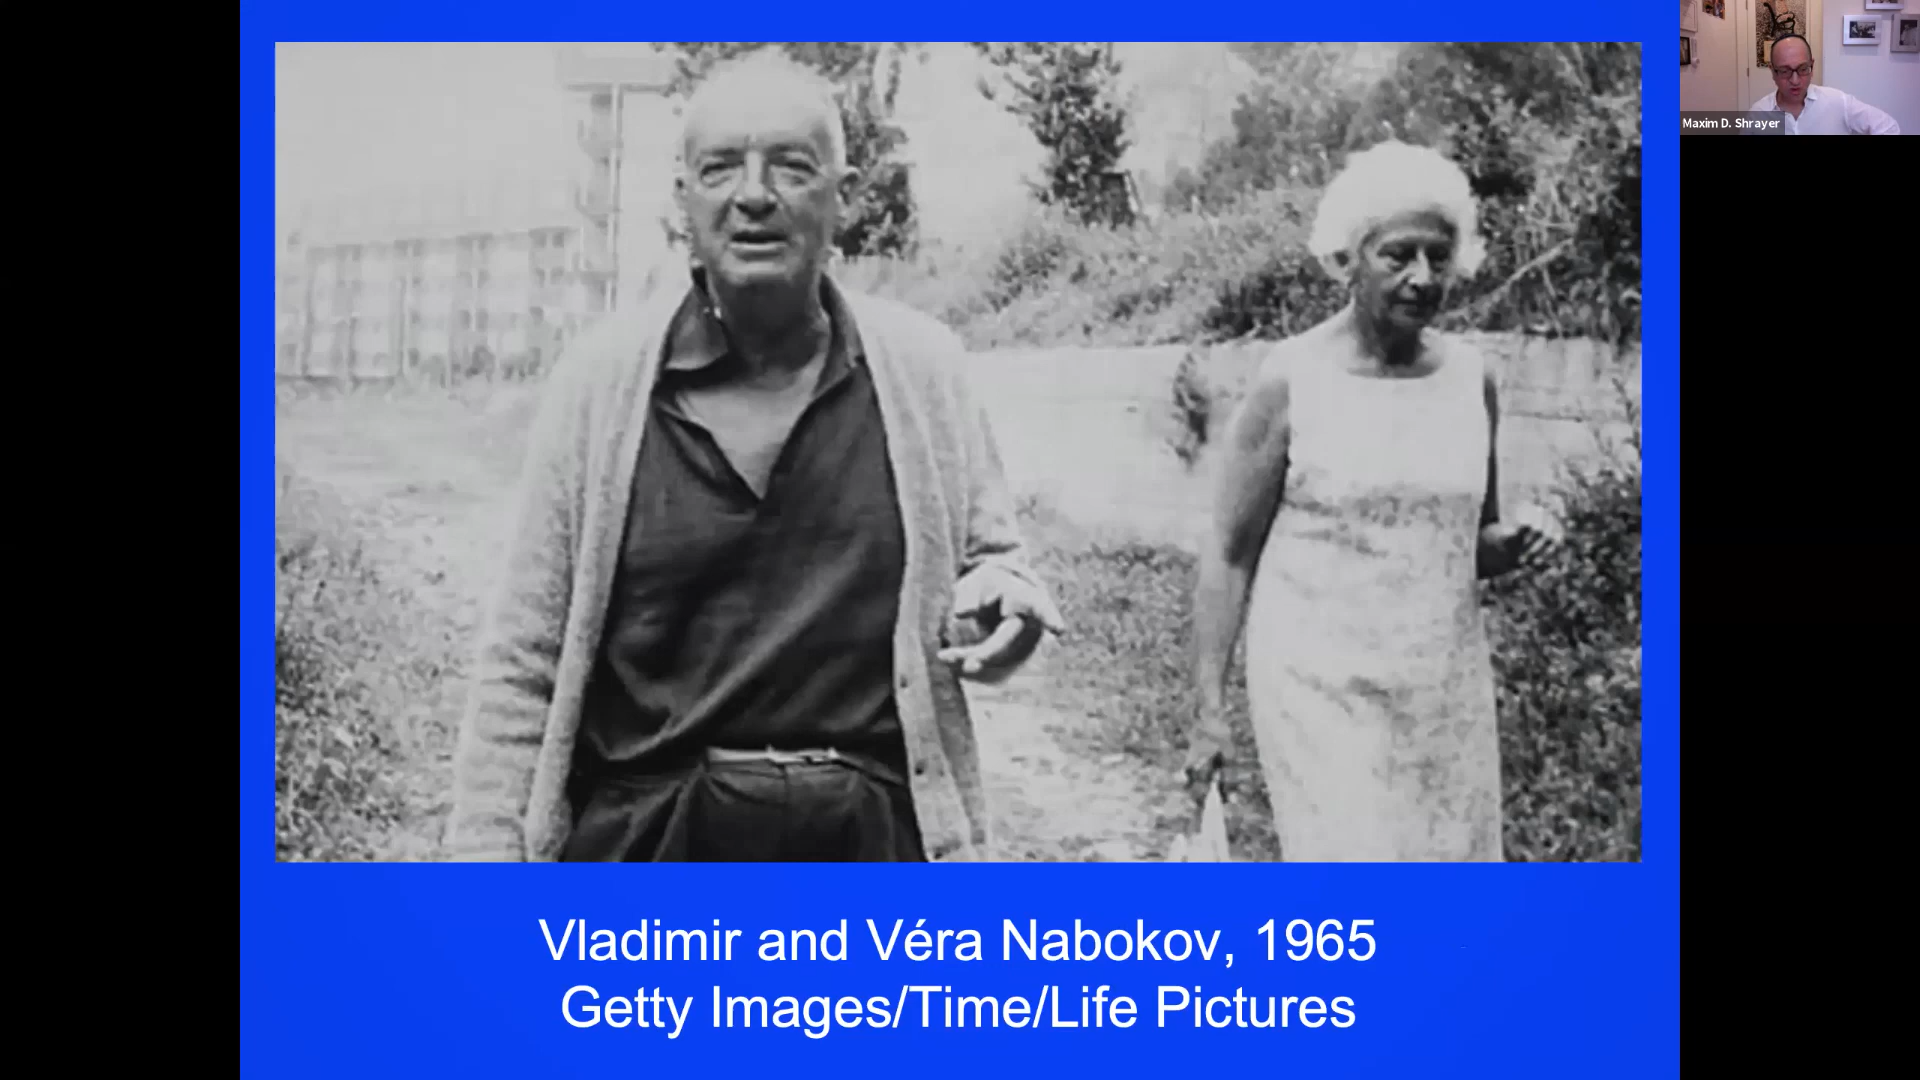 Maxim D. Shrayer
Vladimir and Véra Nabokov, 1965
Getty Images/Time/Life Pictures